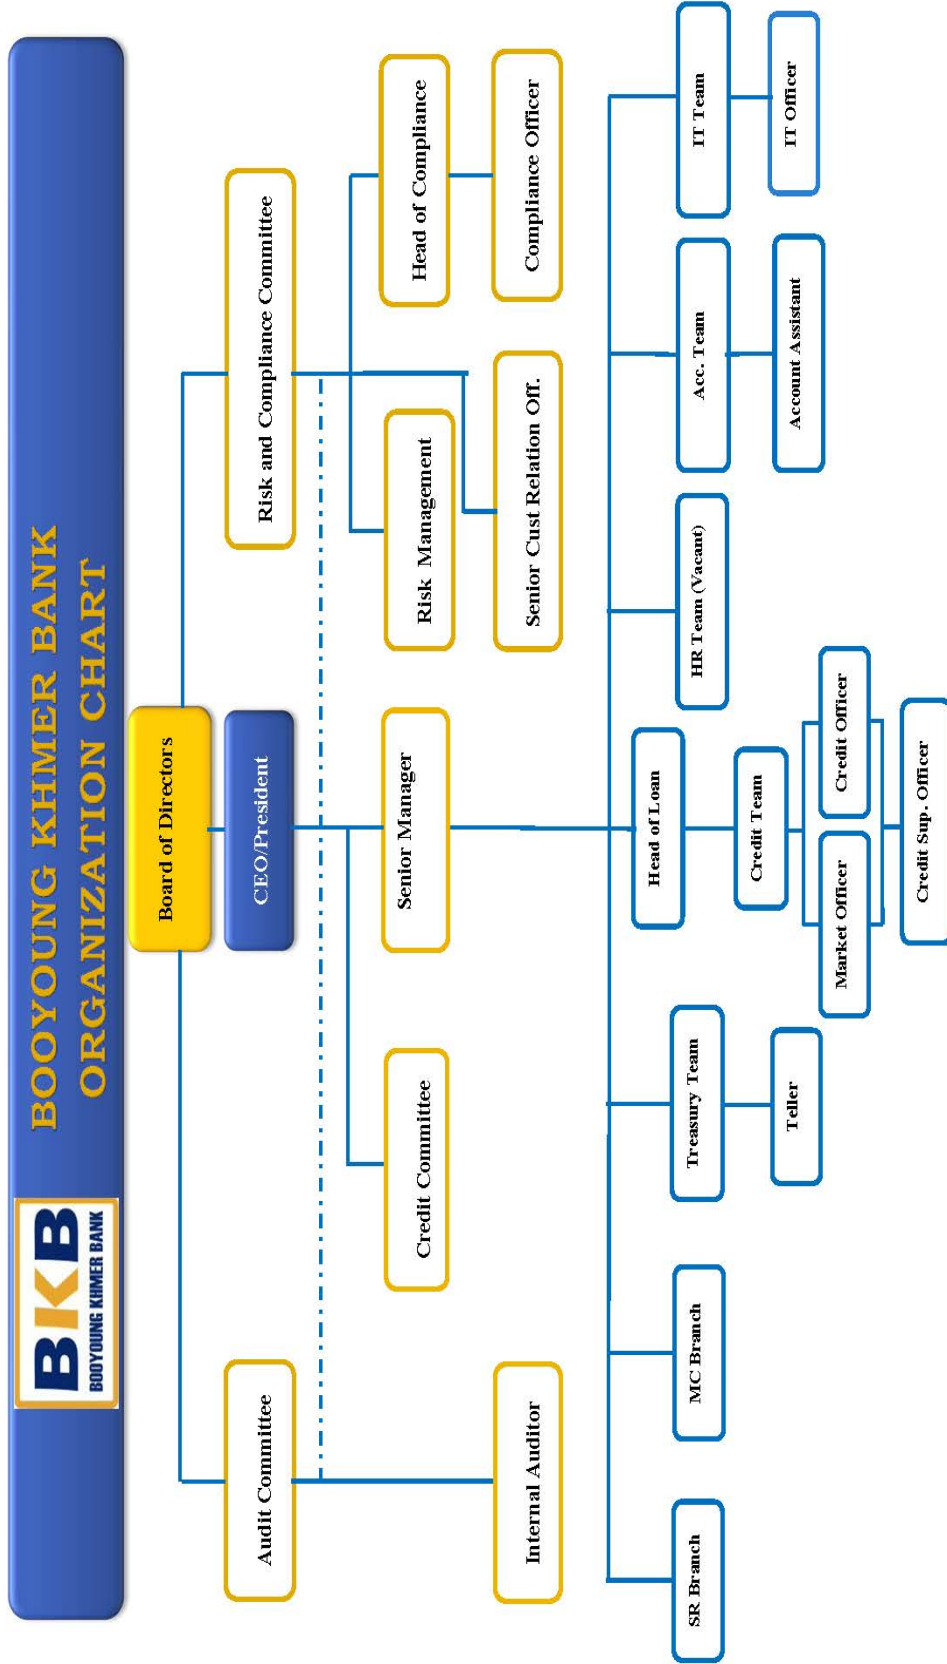 BKB
BOOYOUNG KHMER BANK
BOOYOUNG KHMER BANK
ORGANIZATION CHART
Board of Directors
CEO/President
Audit Committee
Risk and Compliance Committee
Credit Committee
Senior Manager
Risk Management
Head of Compliance
Internal Auditor
Senior Cust Relation Off.
Compliance Officer
SR Branch
MC Branch
Treasury Team
Head of Loan
HR Team (Vacant)
Acc. Team
IT Team
Teller
Credit Team
Account Assistant
IT Officer
Market Officer
Credit Officer
Credit Sup. Officer